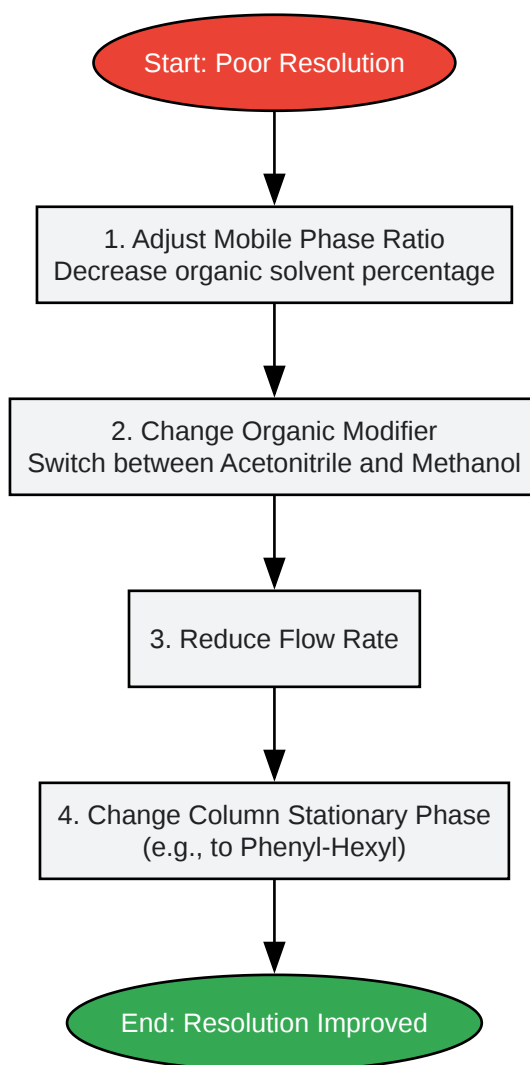 Start: Poor Resolution
1. Adjust Mobile Phase Ratio
Decrease organic solvent percentage
2. Change Organic Modifier
Switch between Acetonitrile and Methanol
3. Reduce Flow Rate
4. Change Column Stationary Phase
(e.g., to Phenyl-Hexyl)
End: Resolution Improved